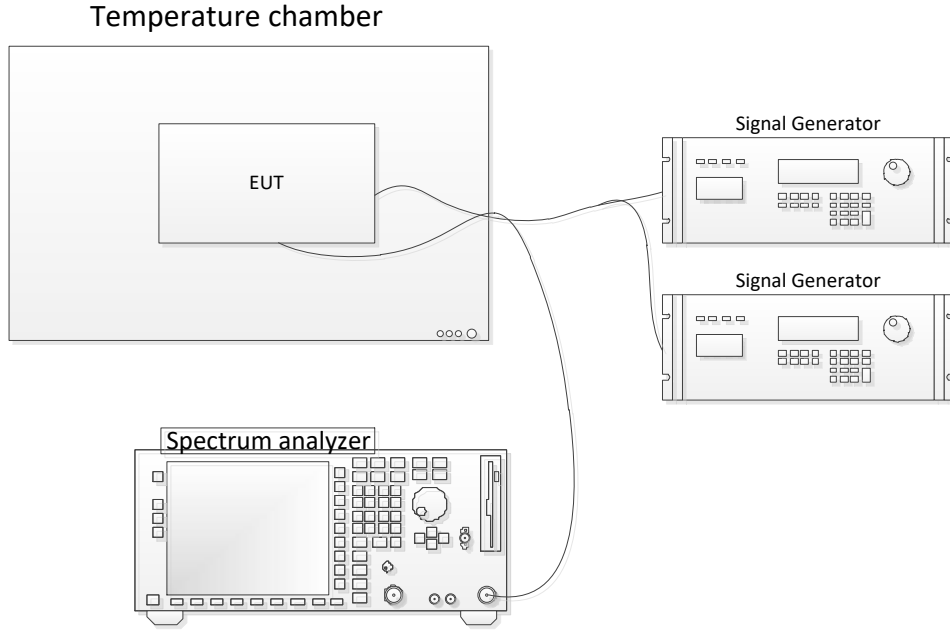 Temperature chamber
EUT
Signal Generator
Signal Generator
Spectrum analyzer